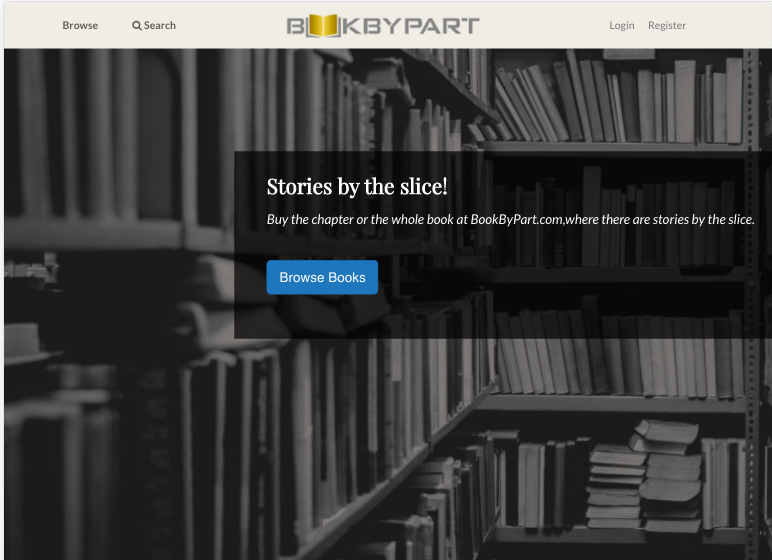 Browse
Search
BOOKBYPART
Login
Register
Stories by the slice!
Buy the chapter or the whole book at BookByPart.com,where there are stories by the slice.
Browse Books